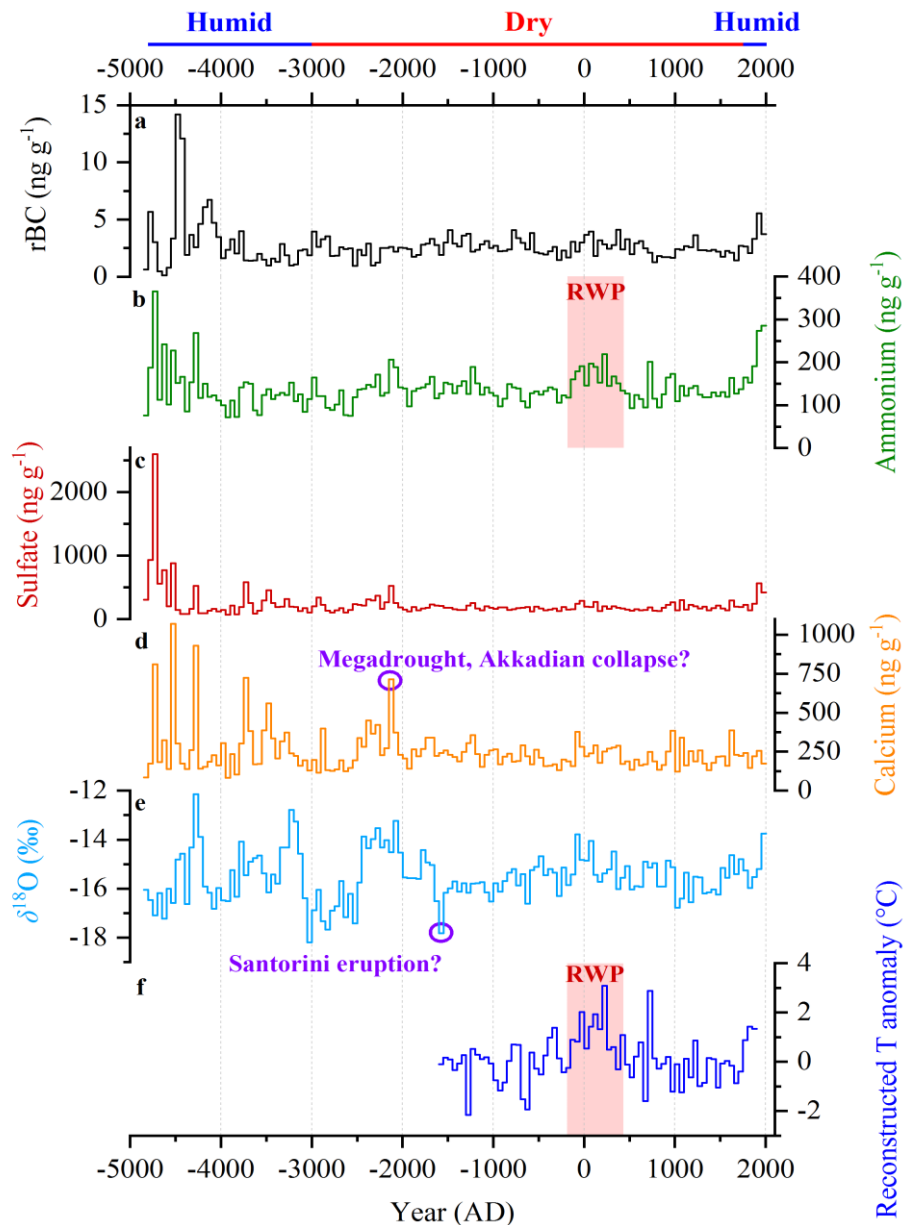 Humid Dry Humid
-5000 -4000 -3000 -2000 -1000 0 1000 2000
a
rBC (ng g⁻¹)
15
10
5
0
b
RWP
Ammonium (ng g⁻¹)
400
300
200
100
0
c
Sulfate (ng g⁻¹)
2000
1000
0
d
Megadrought, Akkadian collapse?
Calcium (ng g⁻¹)
1000
750
500
250
0
e
δ¹⁸O (‰)
-12
-14
-16
-18
Santorini eruption?
f
RWP
Reconstructed T anomaly (°C)
4
2
0
-2
-5000 -4000 -3000 -2000 -1000 0 1000 2000
Year (AD)